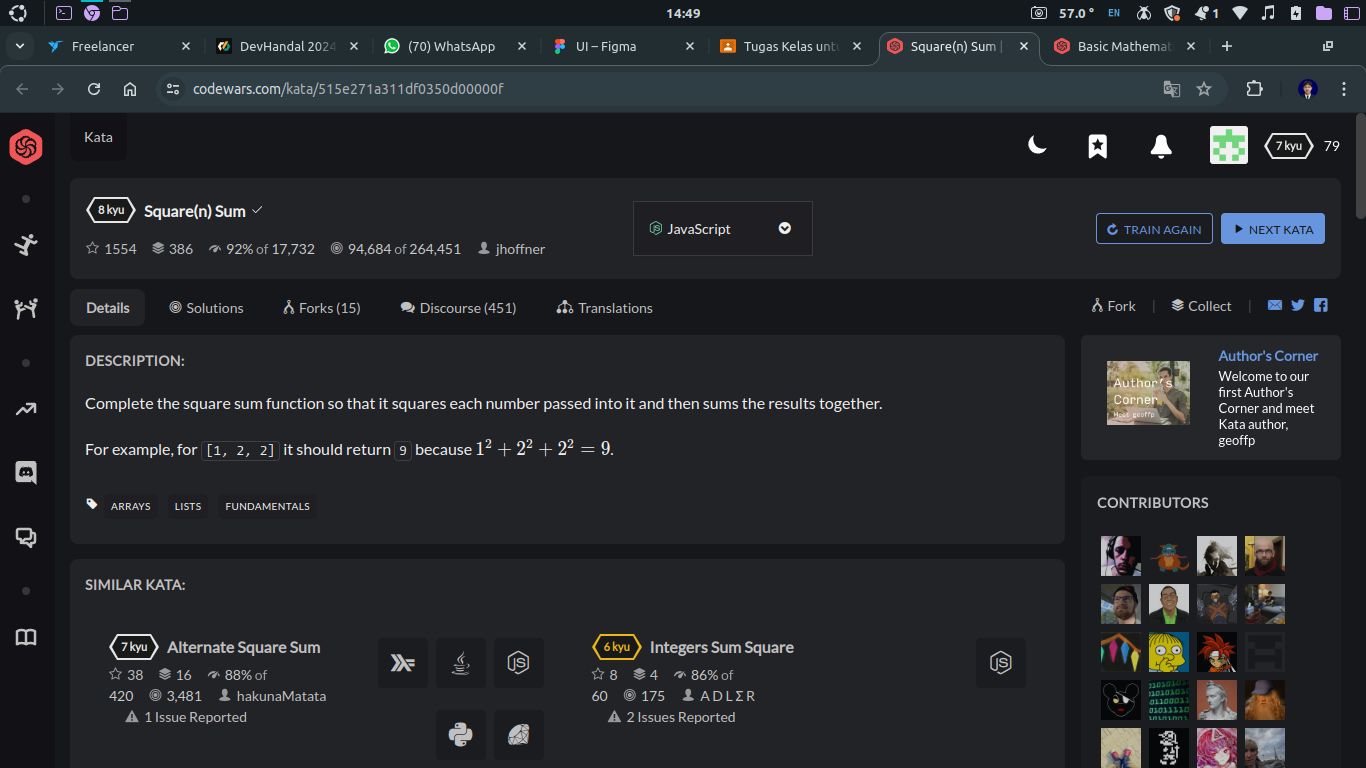 14:49
57.0 °
EN
1
Freelancer
DevHandal 2024
(70) WhatsApp
UI – Figma
Tugas Kelas untu
Square(n) Sum |
Basic Mathemat
codewars.com/kata/515e271a311df0350d00000f
Kata
7 kyu 79
8 kyu Square(n) Sum
1554 386 92% of 17,732 94,684 of 264,451 jhoffner
JavaScript
TRAIN AGAIN
NEXT KATA
Details Solutions Forks (15) Discourse (451) Translations
Fork | Collect |
DESCRIPTION:
Complete the square sum function so that it squares each number passed into it and then sums the results together.
For example, for [1, 2, 2] it should return 9 because 1² + 2² + 2² = 9.
ARRAYS LISTS FUNDAMENTALS
Author's
Corner
Meet geoffp
Author's Corner
Welcome to our
first Author's
Corner and meet
Kata author,
geoffp
CONTRIBUTORS
SIMILAR KATA:
7 kyu Alternate Square Sum
38 16 88% of
420 3,481 hakunaMatata
1 Issue Reported
6 kyu Integers Sum Square
8 4 86% of
60 175 A D L Σ R
2 Issues Reported